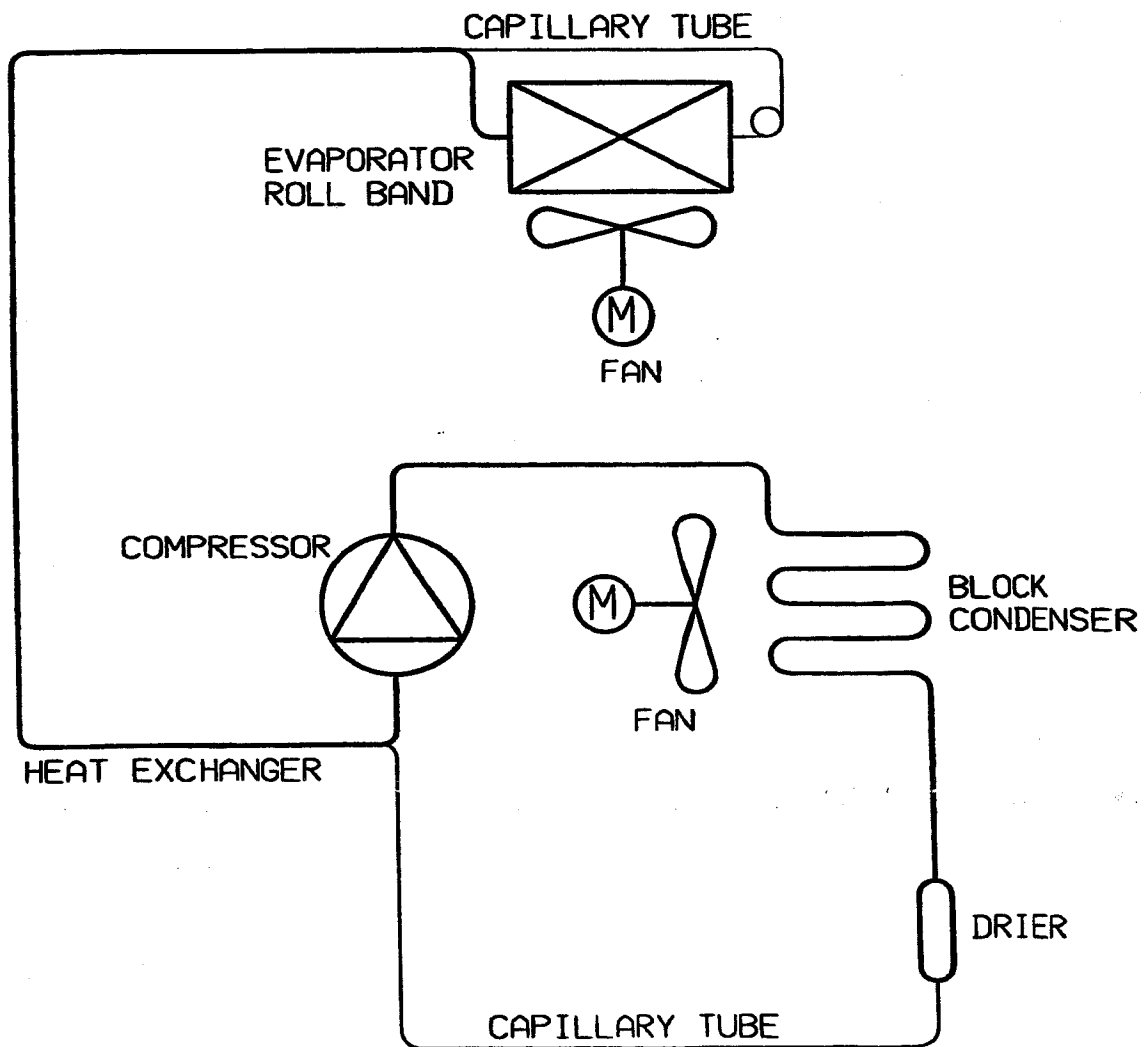 CAPILLARY TUBE
EVAPORATOR
ROLL BAND
M
FAN
COMPRESSOR
M
BLOCK
CONDENSER
FAN
HEAT EXCHANGER
DRIER
CAPILLARY TUBE